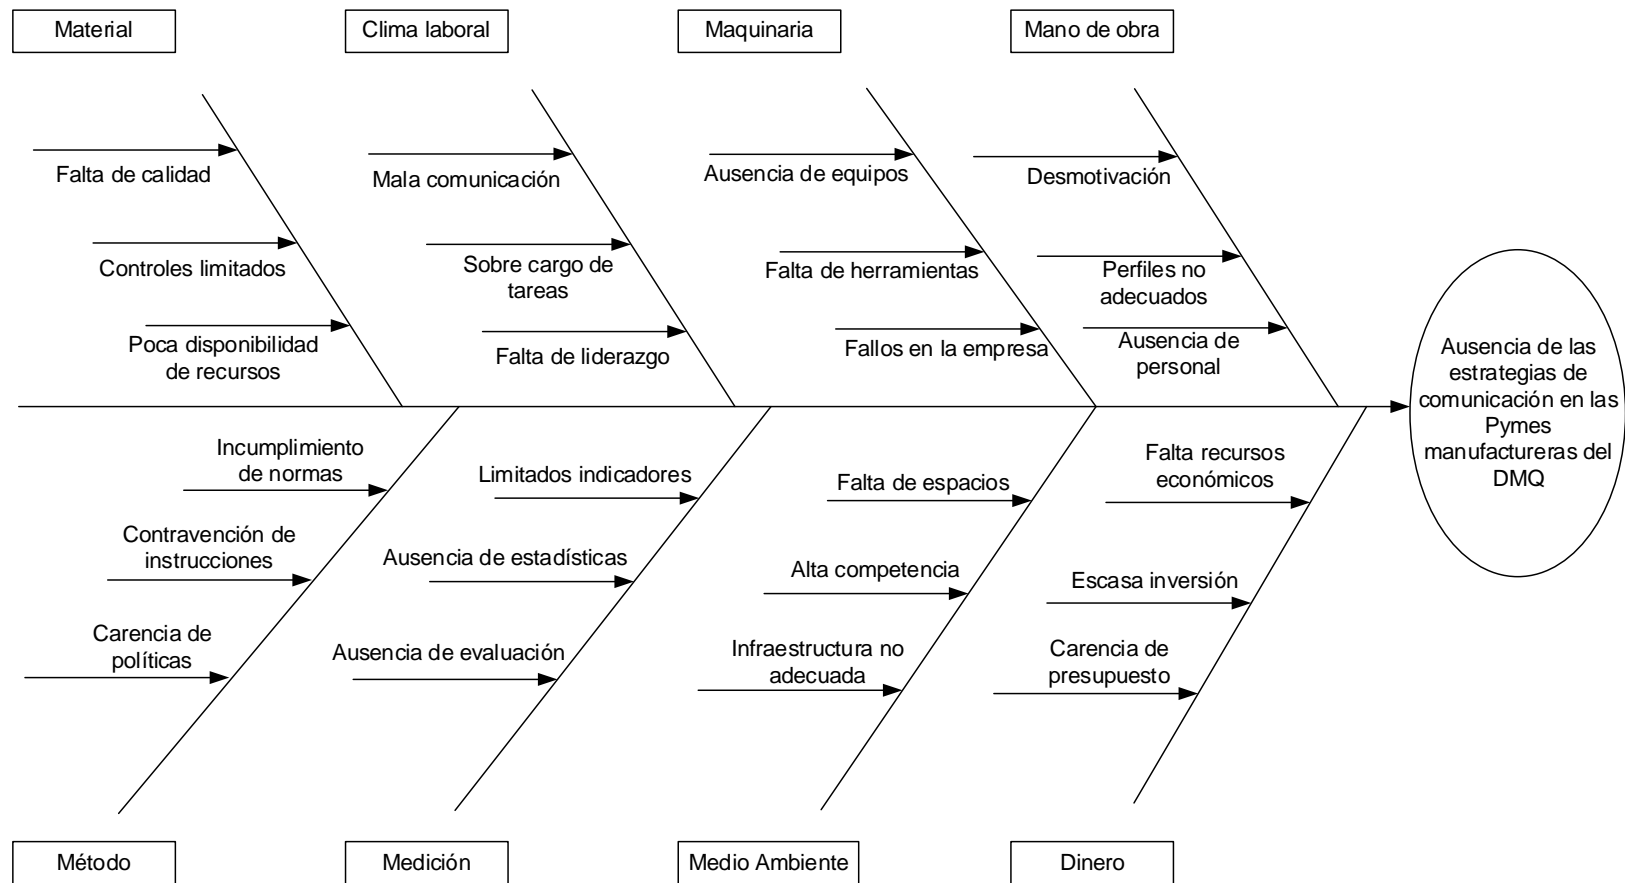 Material
Clima laboral
Maquinaria
Mano de obra
Falta de calidad
Controles limitados
Poca disponibilidad
de recursos
Mala comunicación
Sobre cargo de
tareas
Falta de liderazgo
Ausencia de equipos
Falta de herramientas
Fallos en la empresa
Desmotivación
Perfiles no
adecuados
Ausencia de
personal
Ausencia de las
estrategias de
comunicación en las
Pymes
manufactureras del
DMQ
Incumplimiento
de normas
Contravención de
instrucciones
Carencia de
políticas
Limitados indicadores
Ausencia de estadísticas
Ausencia de evaluación
Falta de espacios
Alta competencia
Infraestructura no
adecuada
Falta recursos
económicos
Escasa inversión
Carencia de
presupuesto
Método
Medición
Medio Ambiente
Dinero